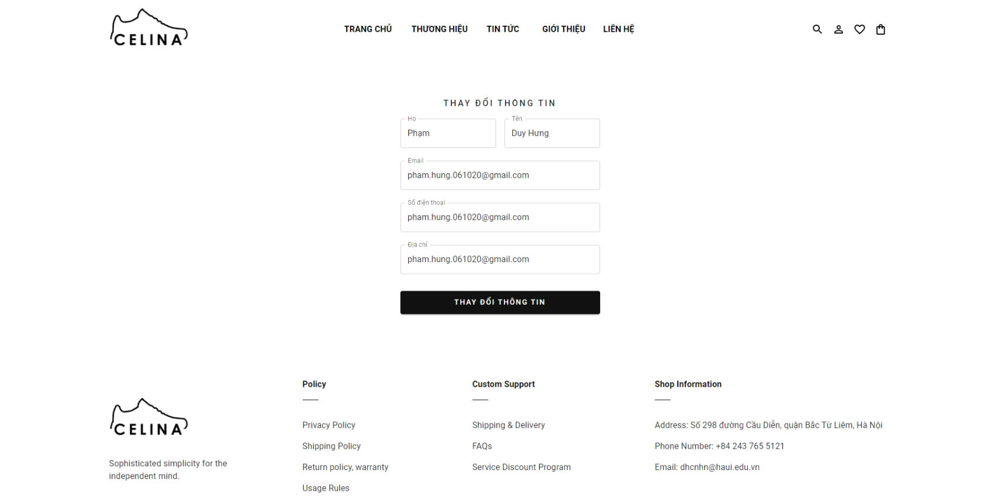 CELINA
TRANG CHỦ THƯƠNG HIỆU TIN TỨC GIỚI THIỆU LIÊN HỆ
THAY ĐỔI THÔNG TIN
Họ Tên
Phạm Duy Hưng
Email
pham.hung.061020@gmail.com
Số điện thoại
pham.hung.061020@gmail.com
Địa chỉ
pham.hung.061020@gmail.com
THAY ĐỔI THÔNG TIN
CELINA
Sophisticated simplicity for the
independent mind.
Policy
Privacy Policy
Shipping Policy
Return policy, warranty
Usage Rules
Custom Support
Shipping & Delivery
FAQs
Service Discount Program
Shop Information
Address: Số 298 đường Cầu Diễn, quận Bắc Từ Liêm, Hà Nội
Phone Number: +84 243 765 5121
Email: dhcnhn@haui.edu.vn